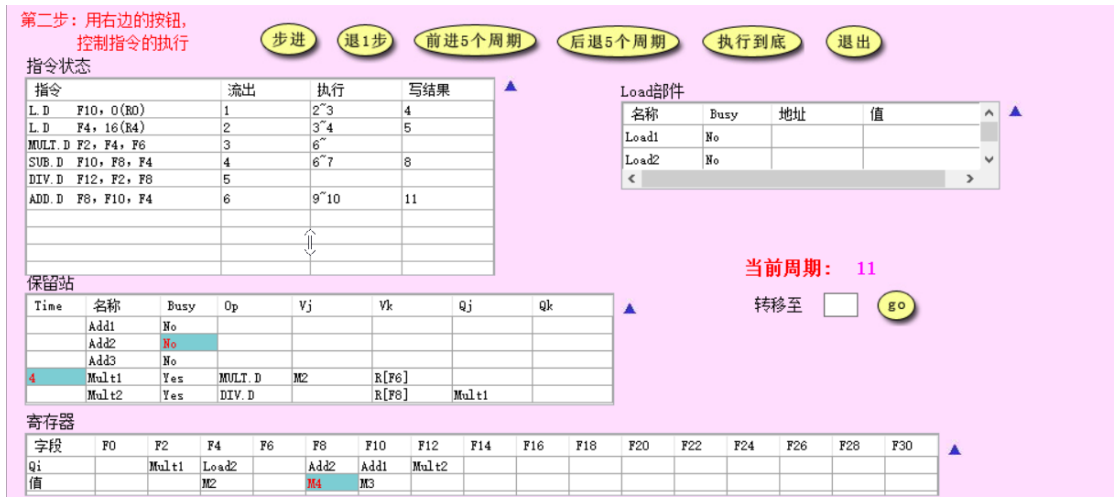 第二步：用右边的按钮，
控制指令的执行
步进 退1步 前进5个周期 后退5个周期 执行到底 退出
指令状态
指令 流出 执行 写结果
L.D F10，0(R0) 1 2~3 4
L.D F4，16(R4) 2 3~4 5
MULT.D F2，F4，F6 3 6~
SUB.D F10，F8，F4 4 6~7 8
DIV.D F12，F2，F8 5
ADD.D F8，F10，F4 6 9~10 11
Load部件
名称 Busy 地址 值
Load1 No
Load2 No
当前周期： 11
转移至 go
保留站
Time 名称 Busy Op Vj Vk Qj Qk
Add1 No
Add2 No
Add3 No
4 Mult1 Yes MULT.D M2 R[F6]
Mult2 Yes DIV.D R[F8] Mult1
寄存器
字段 F0 F2 F4 F6 F8 F10 F12 F14 F16 F18 F20 F22 F24 F26 F28 F30
Qi Mult1 Load2 Add2 Add1 Mult2
值 M2 M4 M3